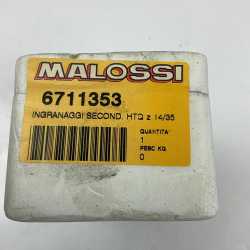 MALOSSI
6711353
INGRANAGGI SECOND. HTQ z 14/35
QUANTITA'
1
PESO KG
0